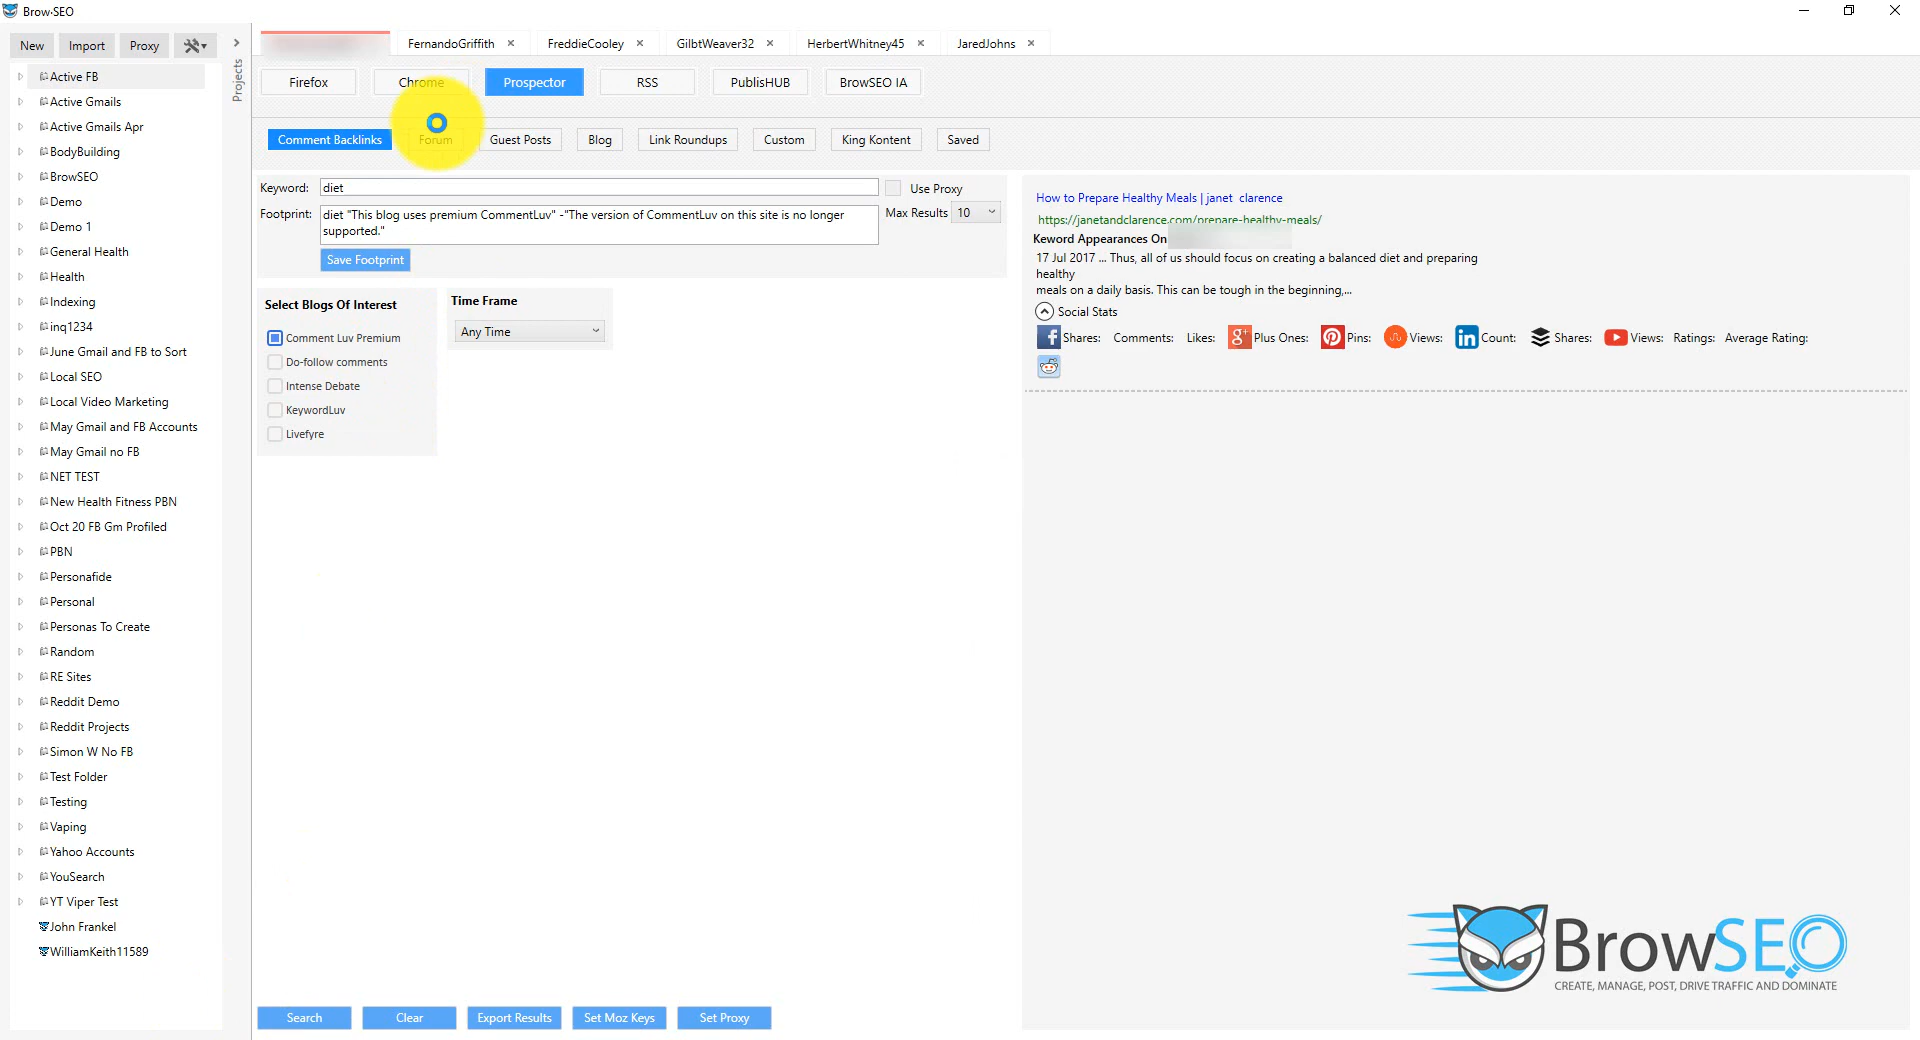 Brow·SEO
New Import Proxy
Projects
Active FB
Active Gmails
Active Gmails Apr
BodyBuilding
BrowSEO
Demo
Demo 1
General Health
Health
Indexing
inq1234
June Gmail and FB to Sort
Local SEO
Local Video Marketing
May Gmail and FB Accounts
May Gmail no FB
NET TEST
New Health Fitness PBN
Oct 20 FB Gm Profiled
PBN
Personafide
Personal
Personas To Create
Random
RE Sites
Reddit Demo
Reddit Projects
Simon W No FB
Test Folder
Testing
Vaping
Yahoo Accounts
YouSearch
YT Viper Test
John Frankel
WilliamKeith11589
FernandoGriffith FreddieCooley GilbtWeaver32 HerbertWhitney45 JaredJohns
Firefox Chrome Prospector RSS PublisHUB BrowSEO IA
Comment Backlinks Forum Guest Posts Blog Link Roundups Custom King Kontent Saved
Keyword: diet Use Proxy
Footprint: diet "This blog uses premium CommentLuv" -"The version of CommentLuv on this site is no longer
supported."
Max Results 10
Save Footprint
Select Blogs Of Interest
Comment Luv Premium
Do-follow comments
Intense Debate
KeywordLuv
Livefyre
Time Frame
Any Time
How to Prepare Healthy Meals | janet clarence
https://janetandclarence.com/prepare-healthy-meals/
Keword Appearances On
17 Jul 2017 ... Thus, all of us should focus on creating a balanced diet and preparing
healthy
meals on a daily basis. This can be tough in the beginning,...
Social Stats
Shares: Comments: Likes: Plus Ones: Pins: Views: Count: Shares: Views: Ratings: Average Rating:
BrowSEO
CREATE, MANAGE, POST, DRIVE TRAFFIC AND DOMINATE
Search Clear Export Results Set Moz Keys Set Proxy